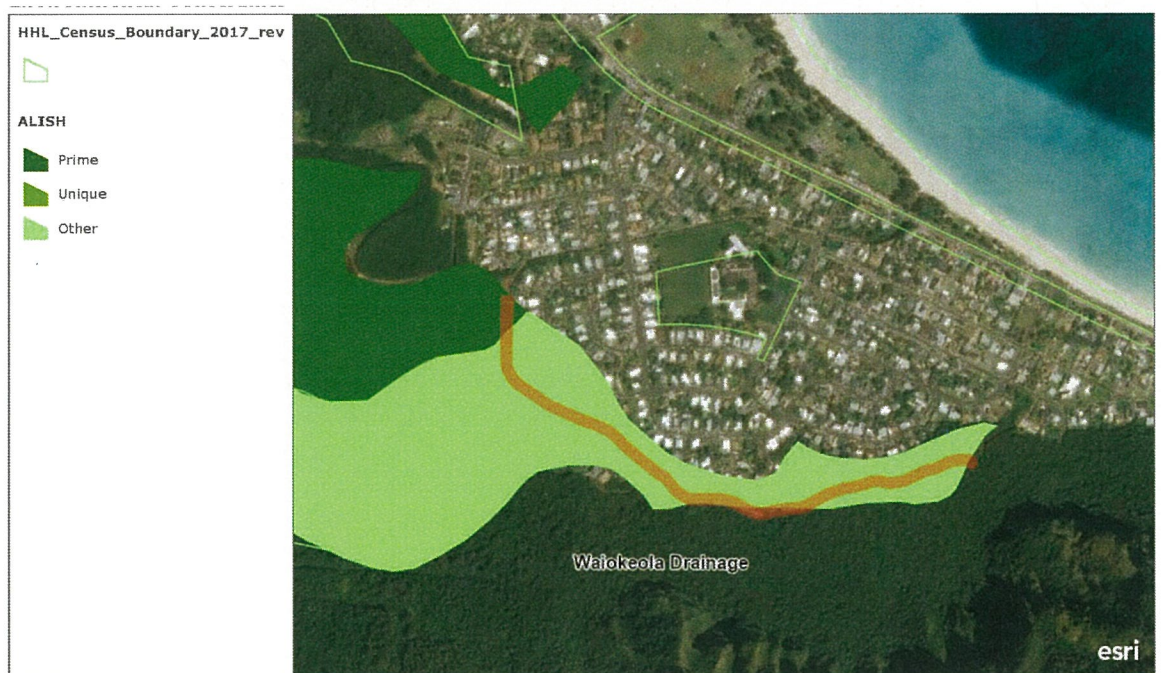 HHL_Census_Boundary_2017_rev
ALISH
Prime
Unique
Other
Waiokeola Drainage
esri